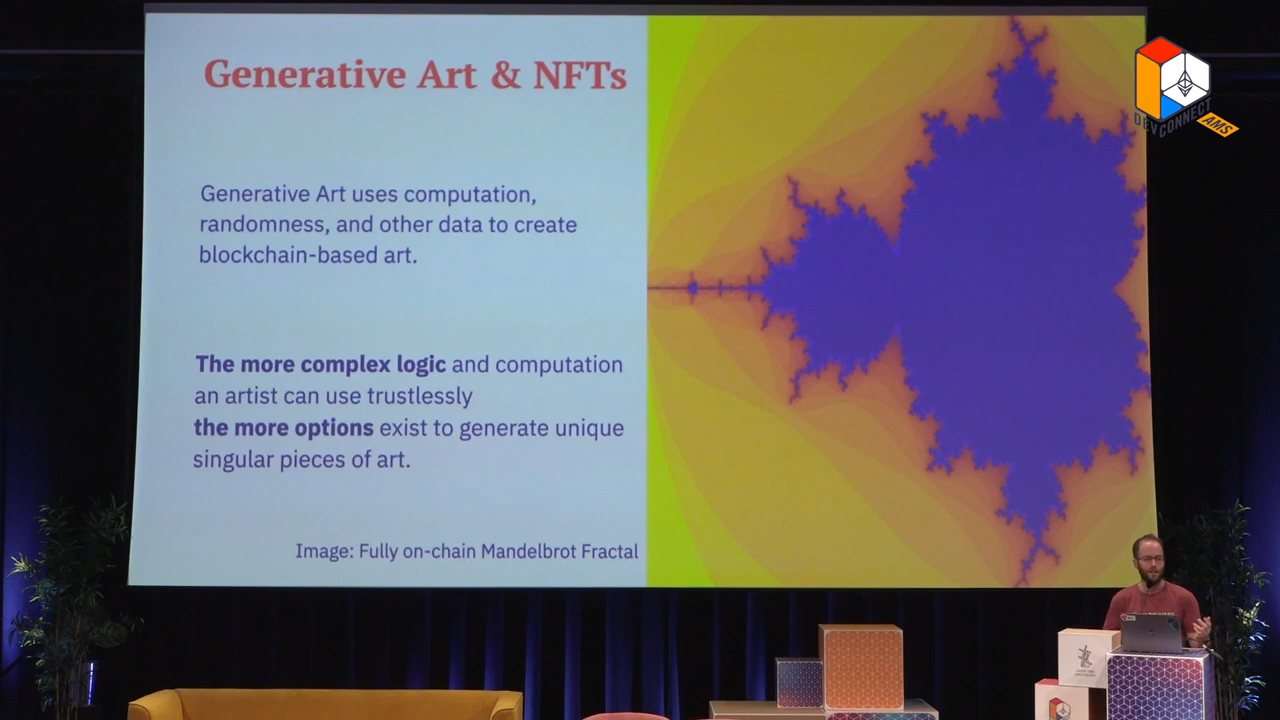 Generative Art & NFTs
Generative Art uses computation,
randomness, and other data to create
blockchain-based art.
The more complex logic and computation
an artist can use trustlessly
the more options exist to generate unique
singular pieces of art.
Image: Fully on-chain Mandelbrot Fractal
DEVCONNECT
AMS